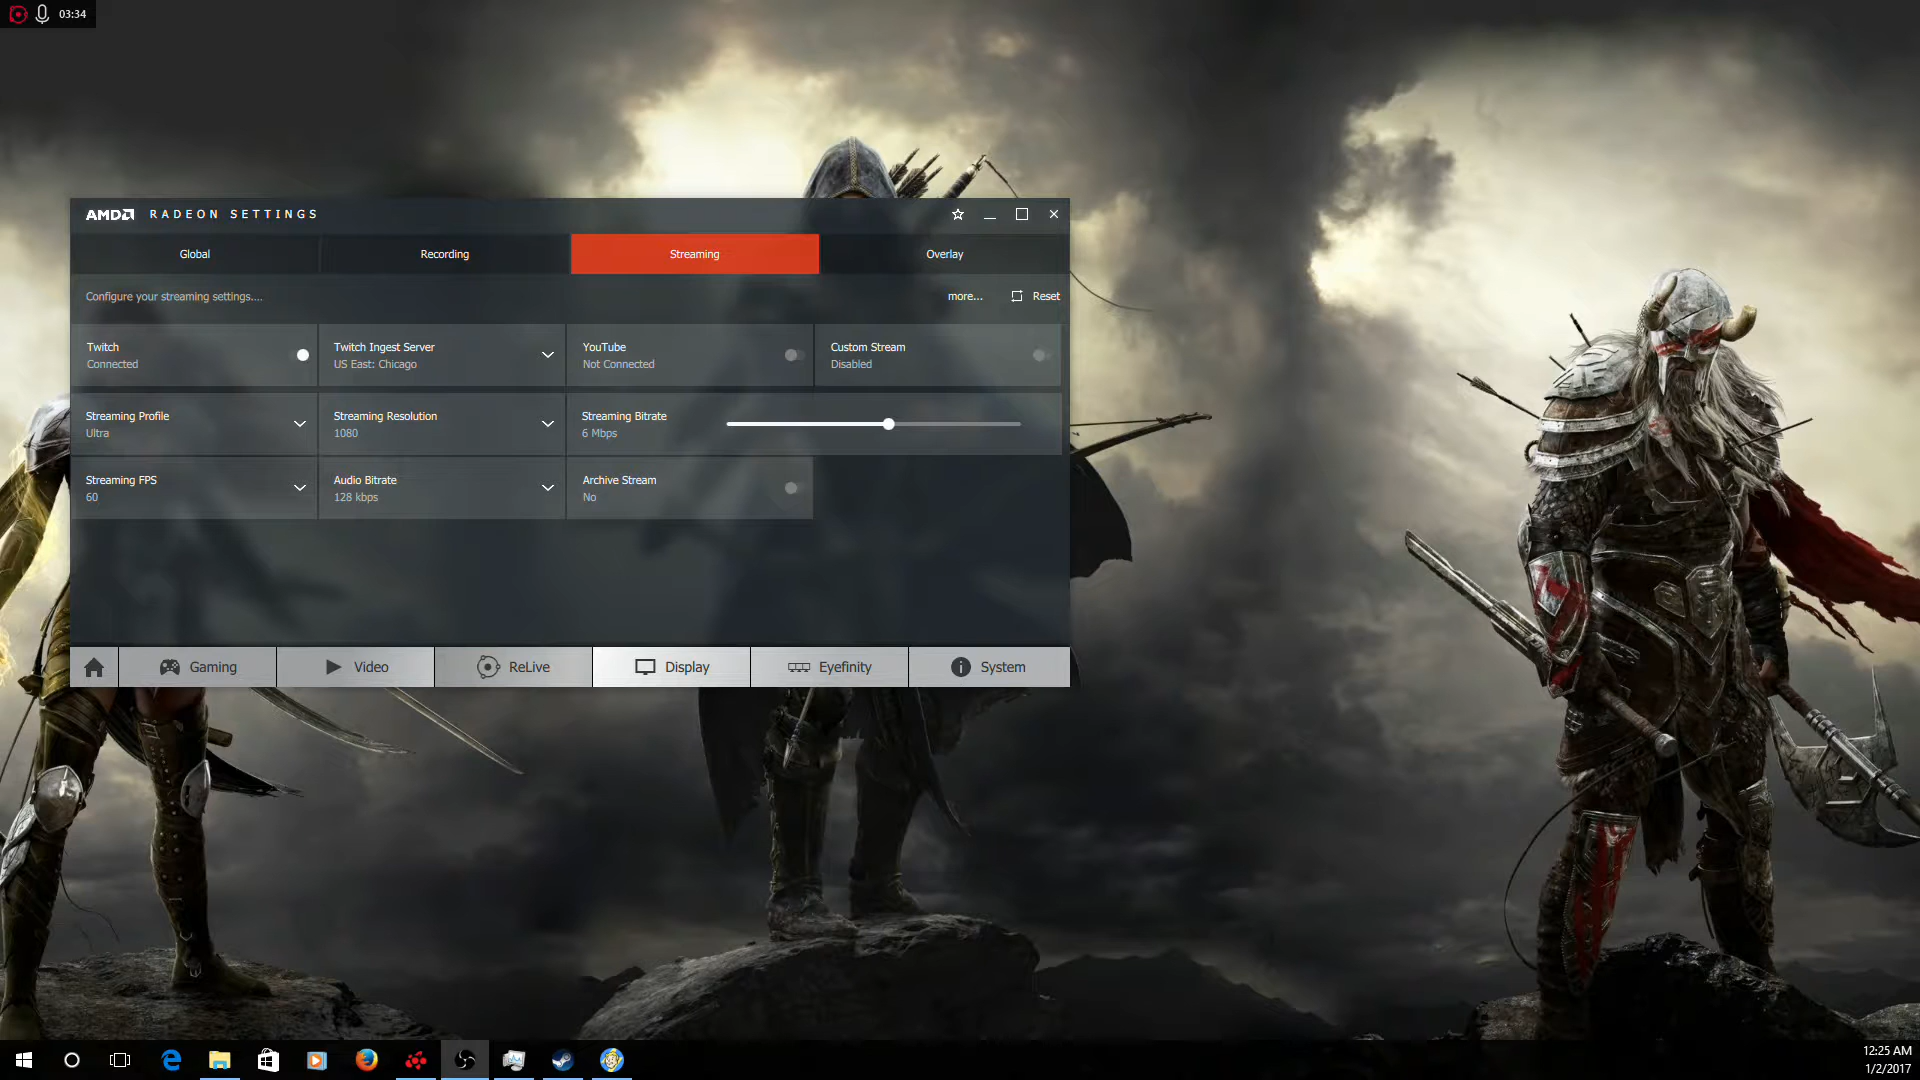 03:34
AMD RADEON SETTINGS
Global
Recording
Streaming
Overlay
Configure your streaming settings....
more...
Reset
Twitch
Connected
Twitch Ingest Server
US East: Chicago
YouTube
Not Connected
Custom Stream
Disabled
Streaming Profile
Ultra
Streaming Resolution
1080
Streaming Bitrate
6 Mbps
Streaming FPS
60
Audio Bitrate
128 kbps
Archive Stream
No
Gaming
Video
ReLive
Display
Eyefinity
System
12:25 AM
1/2/2017